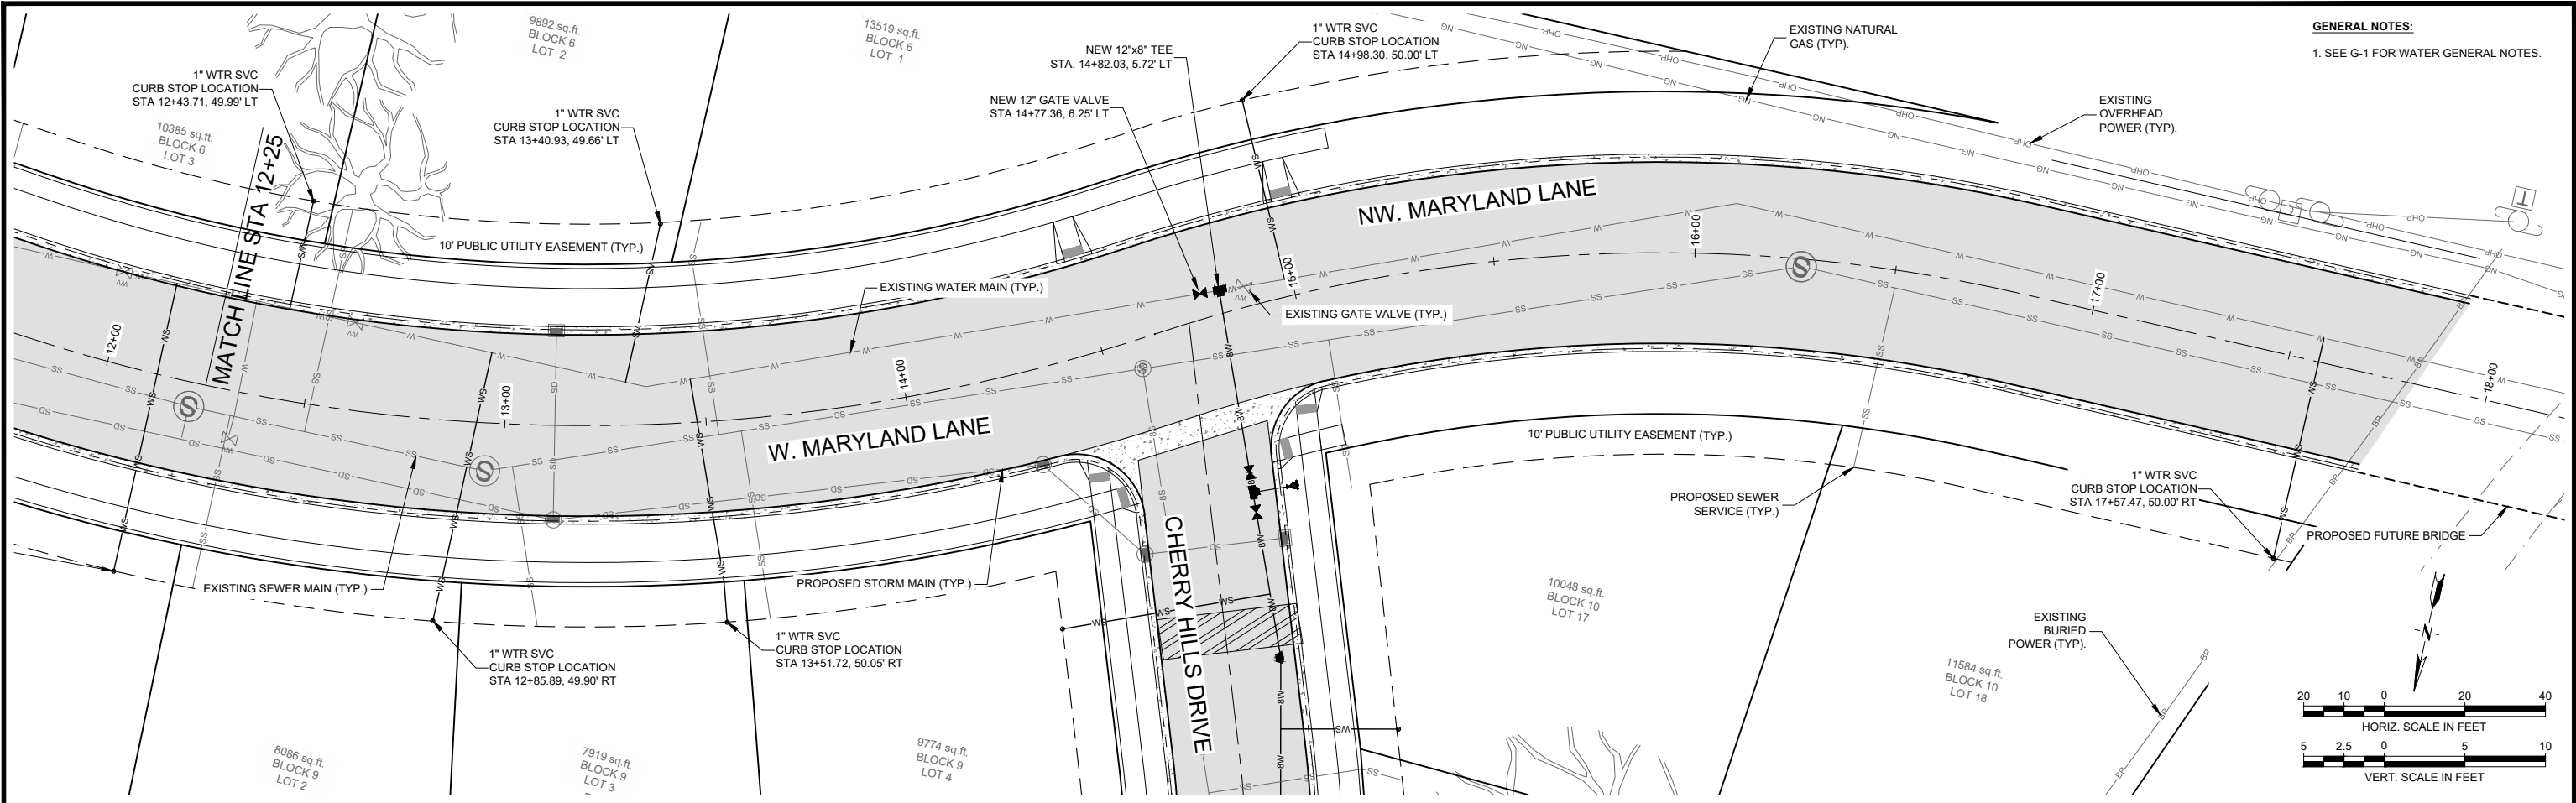 GENERAL NOTES:
1. SEE G-1 FOR WATER GENERAL NOTES.
9892 sq.ft.
BLOCK 6
LOT 2
13519 sq.ft.
BLOCK 6
LOT 1
1" WTR SVC
CURB STOP LOCATION
STA 12+43.71, 49.99' LT
10385 sq.ft.
BLOCK 6
LOT 3
MATCH LINE STA 12+25
1" WTR SVC
CURB STOP LOCATION
STA 13+40.93, 49.66' LT
NEW 12"x8" TEE
STA. 14+82.03, 5.72' LT
NEW 12" GATE VALVE
STA 14+77.36, 6.25' LT
1" WTR SVC
CURB STOP LOCATION
STA 14+98.30, 50.00' LT
EXISTING NATURAL
GAS (TYP).
EXISTING
OVERHEAD
POWER (TYP).
10' PUBLIC UTILITY EASEMENT (TYP.)
EXISTING WATER MAIN (TYP.)
NW. MARYLAND LANE
EXISTING GATE VALVE (TYP.)
12+00
13+00
14+00
15+00
16+00
17+00
18+00
W. MARYLAND LANE
10' PUBLIC UTILITY EASEMENT (TYP.)
PROPOSED SEWER
SERVICE (TYP.)
1" WTR SVC
CURB STOP LOCATION
STA 17+57.47, 50.00' RT
PROPOSED FUTURE BRIDGE
EXISTING SEWER MAIN (TYP.)
PROPOSED STORM MAIN (TYP.)
CHERRY HILLS DRIVE
1" WTR SVC
CURB STOP LOCATION
STA 12+85.89, 49.90' RT
1" WTR SVC
CURB STOP LOCATION
STA 13+51.72, 50.05' RT
10048 sq.ft.
BLOCK 10
LOT 17
EXISTING
BURIED
POWER (TYP).
11584 sq.ft.
BLOCK 10
LOT 18
8086 sq.ft.
BLOCK 9
LOT 2
7919 sq.ft.
BLOCK 9
LOT 3
9774 sq.ft.
BLOCK 9
LOT 4
N
20 10 0 20 40
HORIZ. SCALE IN FEET
5 2.5 0 5 10
VERT. SCALE IN FEET